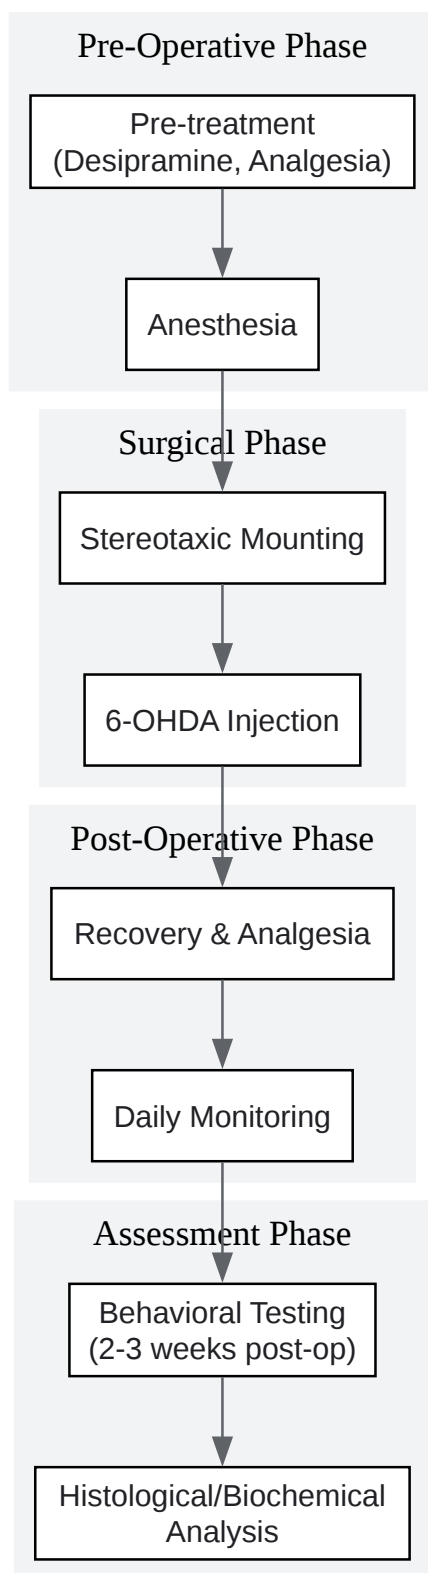 Pre-Operative Phase
Pre-treatment
(Desipramine, Analgesia)
Anesthesia
Surgical Phase
Stereotaxic Mounting
6-OHDA Injection
Post-Operative Phase
Recovery & Analgesia
Daily Monitoring
Assessment Phase
Behavioral Testing
(2-3 weeks post-op)
Histological/Biochemical
Analysis